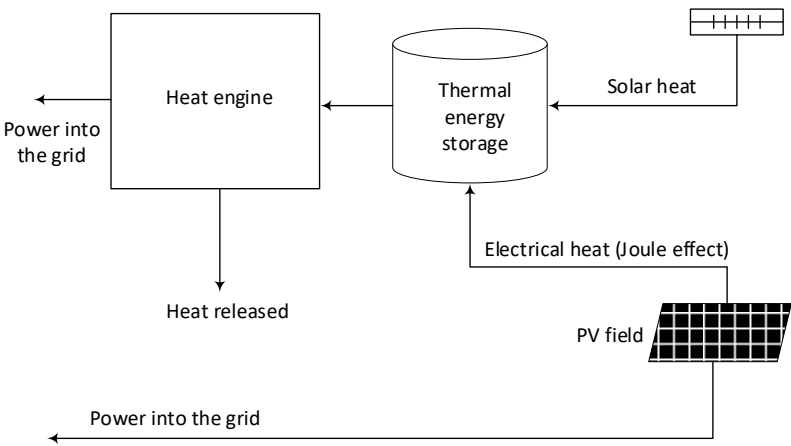 Heat engine
Thermal
energy
storage
Solar heat
Power into
the grid
Electrical heat (Joule effect)
Heat released
PV field
Power into the grid